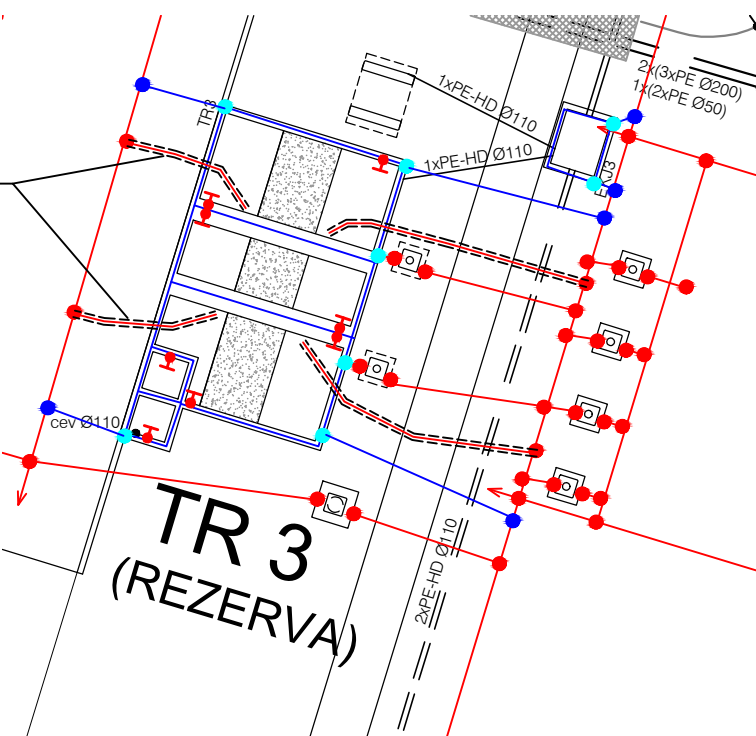 2x(3xPE Ø200)
1x(2xPE Ø50)
1xPE-HD Ø110
TR3
1xPE-HD Ø110
EKJ3
cev Ø110
TR 3
(REZERVA)
2xPE-HD Ø110